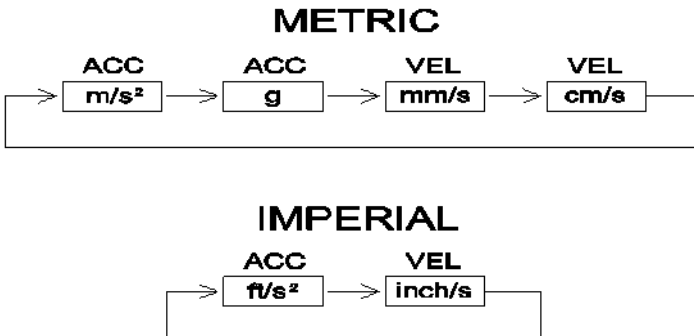 METRIC
ACC ACC VEL VEL
m/s² g mm/s cm/s
IMPERIAL
ACC VEL
ft/s² inch/s